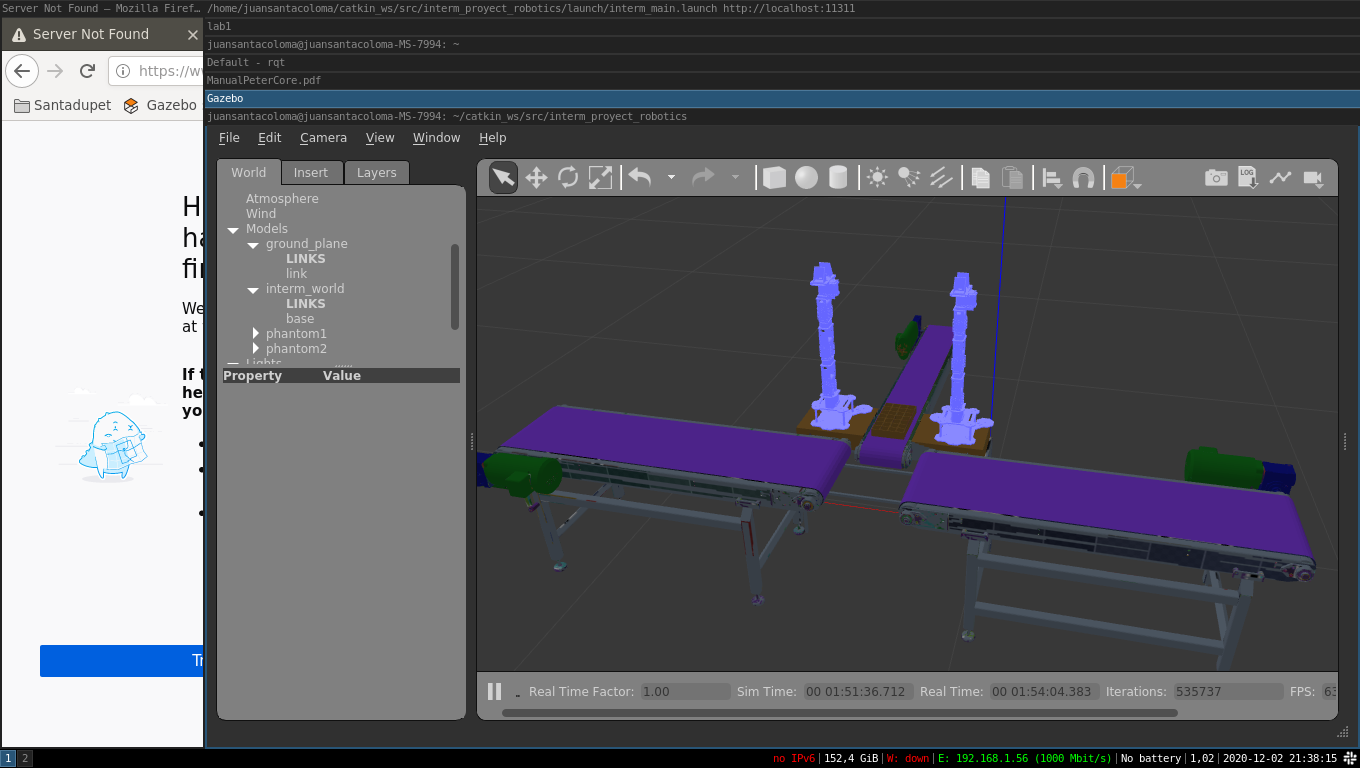 Server Not Found — Mozilla Firef…
/home/juansantacoloma/catkin_ws/src/interm_proyect_robotics/launch/interm_main.launch http://localhost:11311
lab1
juansantacoloma@juansantacoloma-MS-7994: ~
Default - rqt
ManualPeterCore.pdf
Gazebo
juansantacoloma@juansantacoloma-MS-7994: ~/catkin_ws/src/interm_proyect_robotics
Server Not Found
https://w
Santadupet
Gazebo
H
ha
fi
We
at
If t
he
yo
Tr
File Edit Camera View Window Help
World Insert Layers
Atmosphere
Wind
Models
ground_plane
LINKS
link
interm_world
LINKS
base
phantom1
phantom2
Lights
Property Value
LOG
Real Time Factor: 1.00 Sim Time: 00 01:51:36.712 Real Time: 00 01:54:04.383 Iterations: 535737 FPS: 63
1 2
no IPv6|152,4 GiB|W: down|E: 192.168.1.56 (1000 Mbit/s)|No battery|1,02|2020-12-02 21:38:15